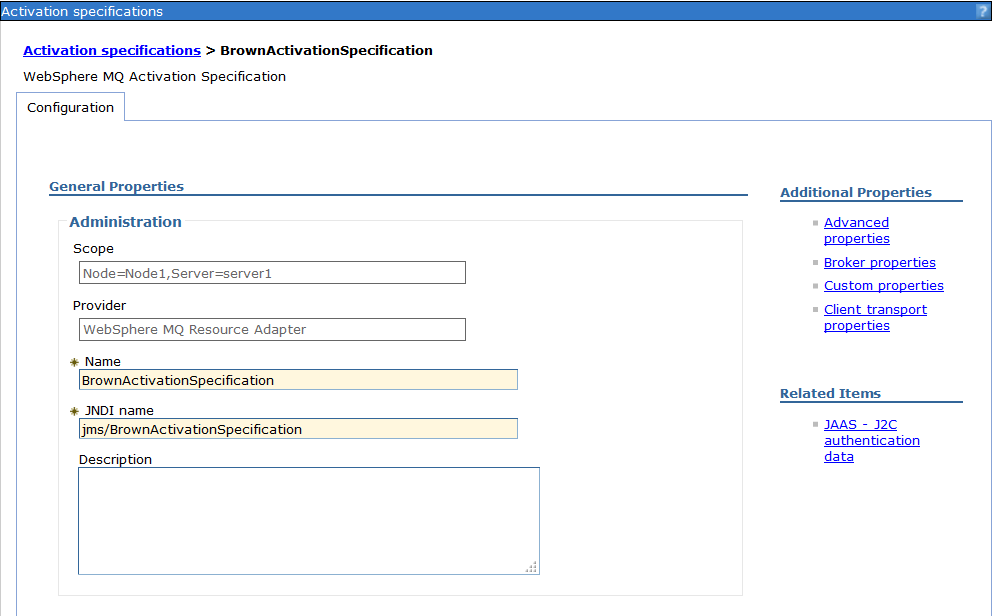 Activation specifications
?
Activation specifications > BrownActivationSpecification
WebSphere MQ Activation Specification
Configuration
General Properties
Administration
Scope
Node=Node1,Server=server1
Provider
WebSphere MQ Resource Adapter
Name
BrownActivationSpecification
JNDI name
jms/BrownActivationSpecification
Description
Additional Properties
Advanced
properties
Broker properties
Custom properties
Client transport
properties
Related Items
JAAS - J2C
authentication
data